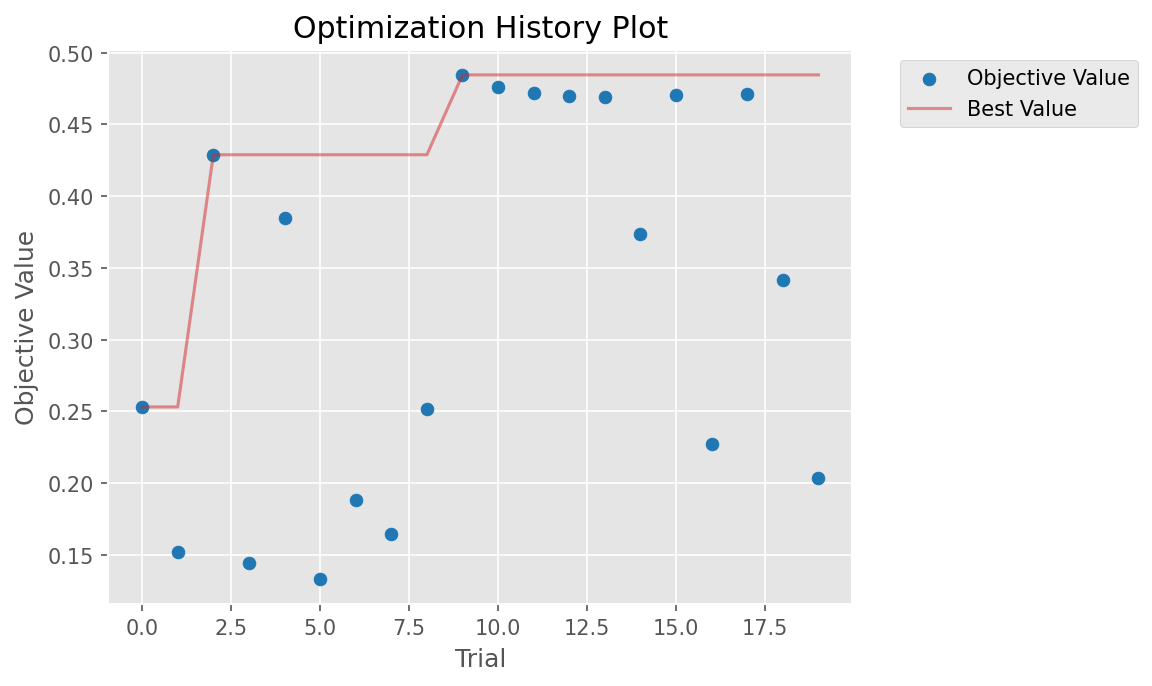 Optimization History Plot
Objective Value
Best Value
Objective Value
0.50
0.45
0.40
0.35
0.30
0.25
0.20
0.15
0.0 2.5 5.0 7.5 10.0 12.5 15.0 17.5
Trial